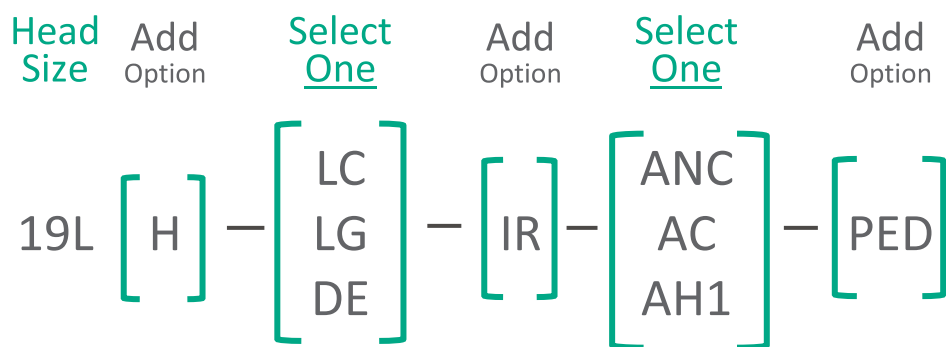 Head Size
Add Option
Select One
Add Option
Select One
Add Option
LC
ANC
19L H – LG – IR – AC – PED
DE
AH1